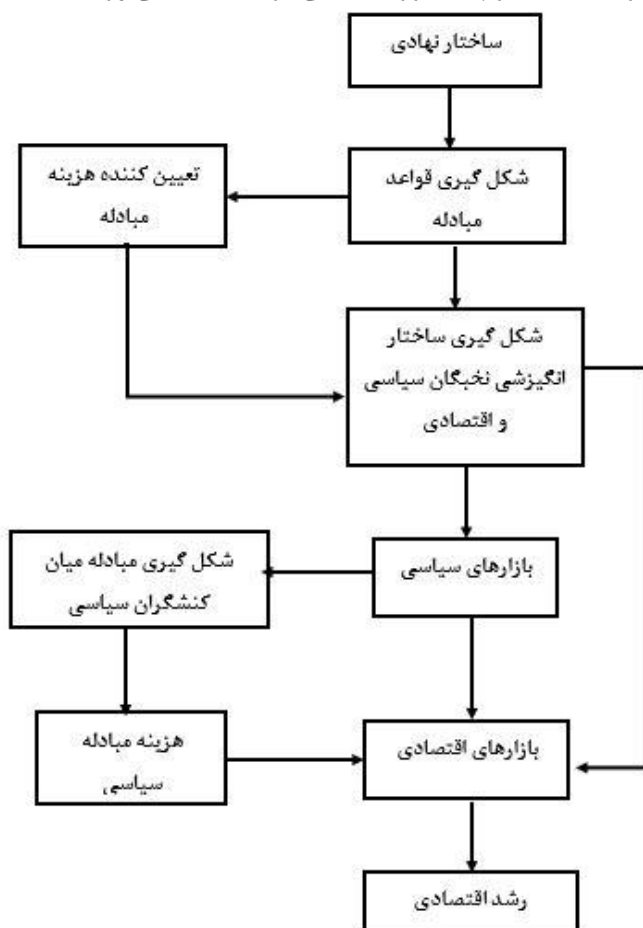 ساختار نهادی
شکل گیری قواعد
مبادله
تعیین کننده هزینه
مبادله
شکل گیری ساختار
انگیزشی نخبگان سیاسی
و اقتصادی
بازارهای سیاسی
شکل گیری مبادله میان
کنشگران سیاسی
هزینه مبادله
سیاسی
بازارهای اقتصادی
رشد اقتصادی